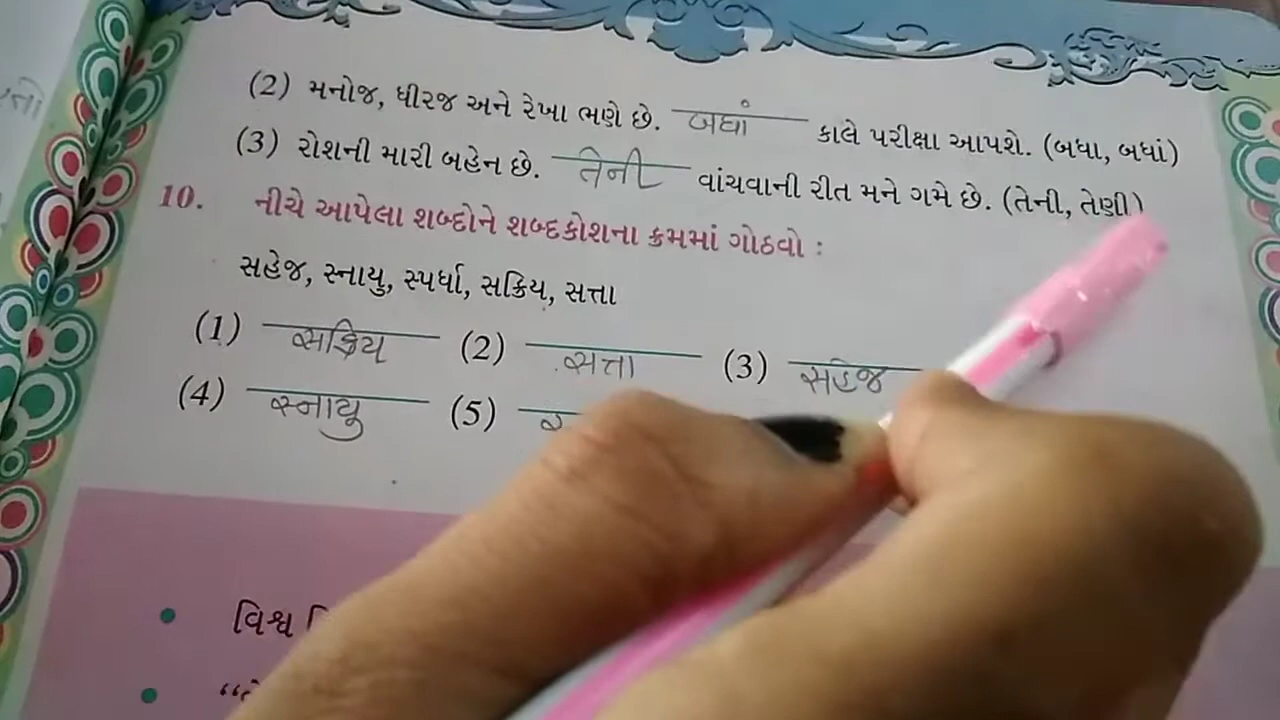 (2) મનોજ, ધીરજ અને રેખા ભણે છે. બધાં કાલે પરીક્ષા આપશે. (બધા, બધાં)
(3) રોશની મારી બહેન છે. તેની વાંચવાની રીત મને ગમે છે. (તેની, તેણી)
10. નીચે આપેલા શબ્દોને શબ્દકોશના ક્રમમાં ગોઠવો :
સહેજ, સ્નાયુ, સ્પર્ધા, સક્રિય, સત્તા
(1) સક્રિય (2) સત્તા (3) સહેજ
(4) સ્નાયુ (5)
વિશ્વ